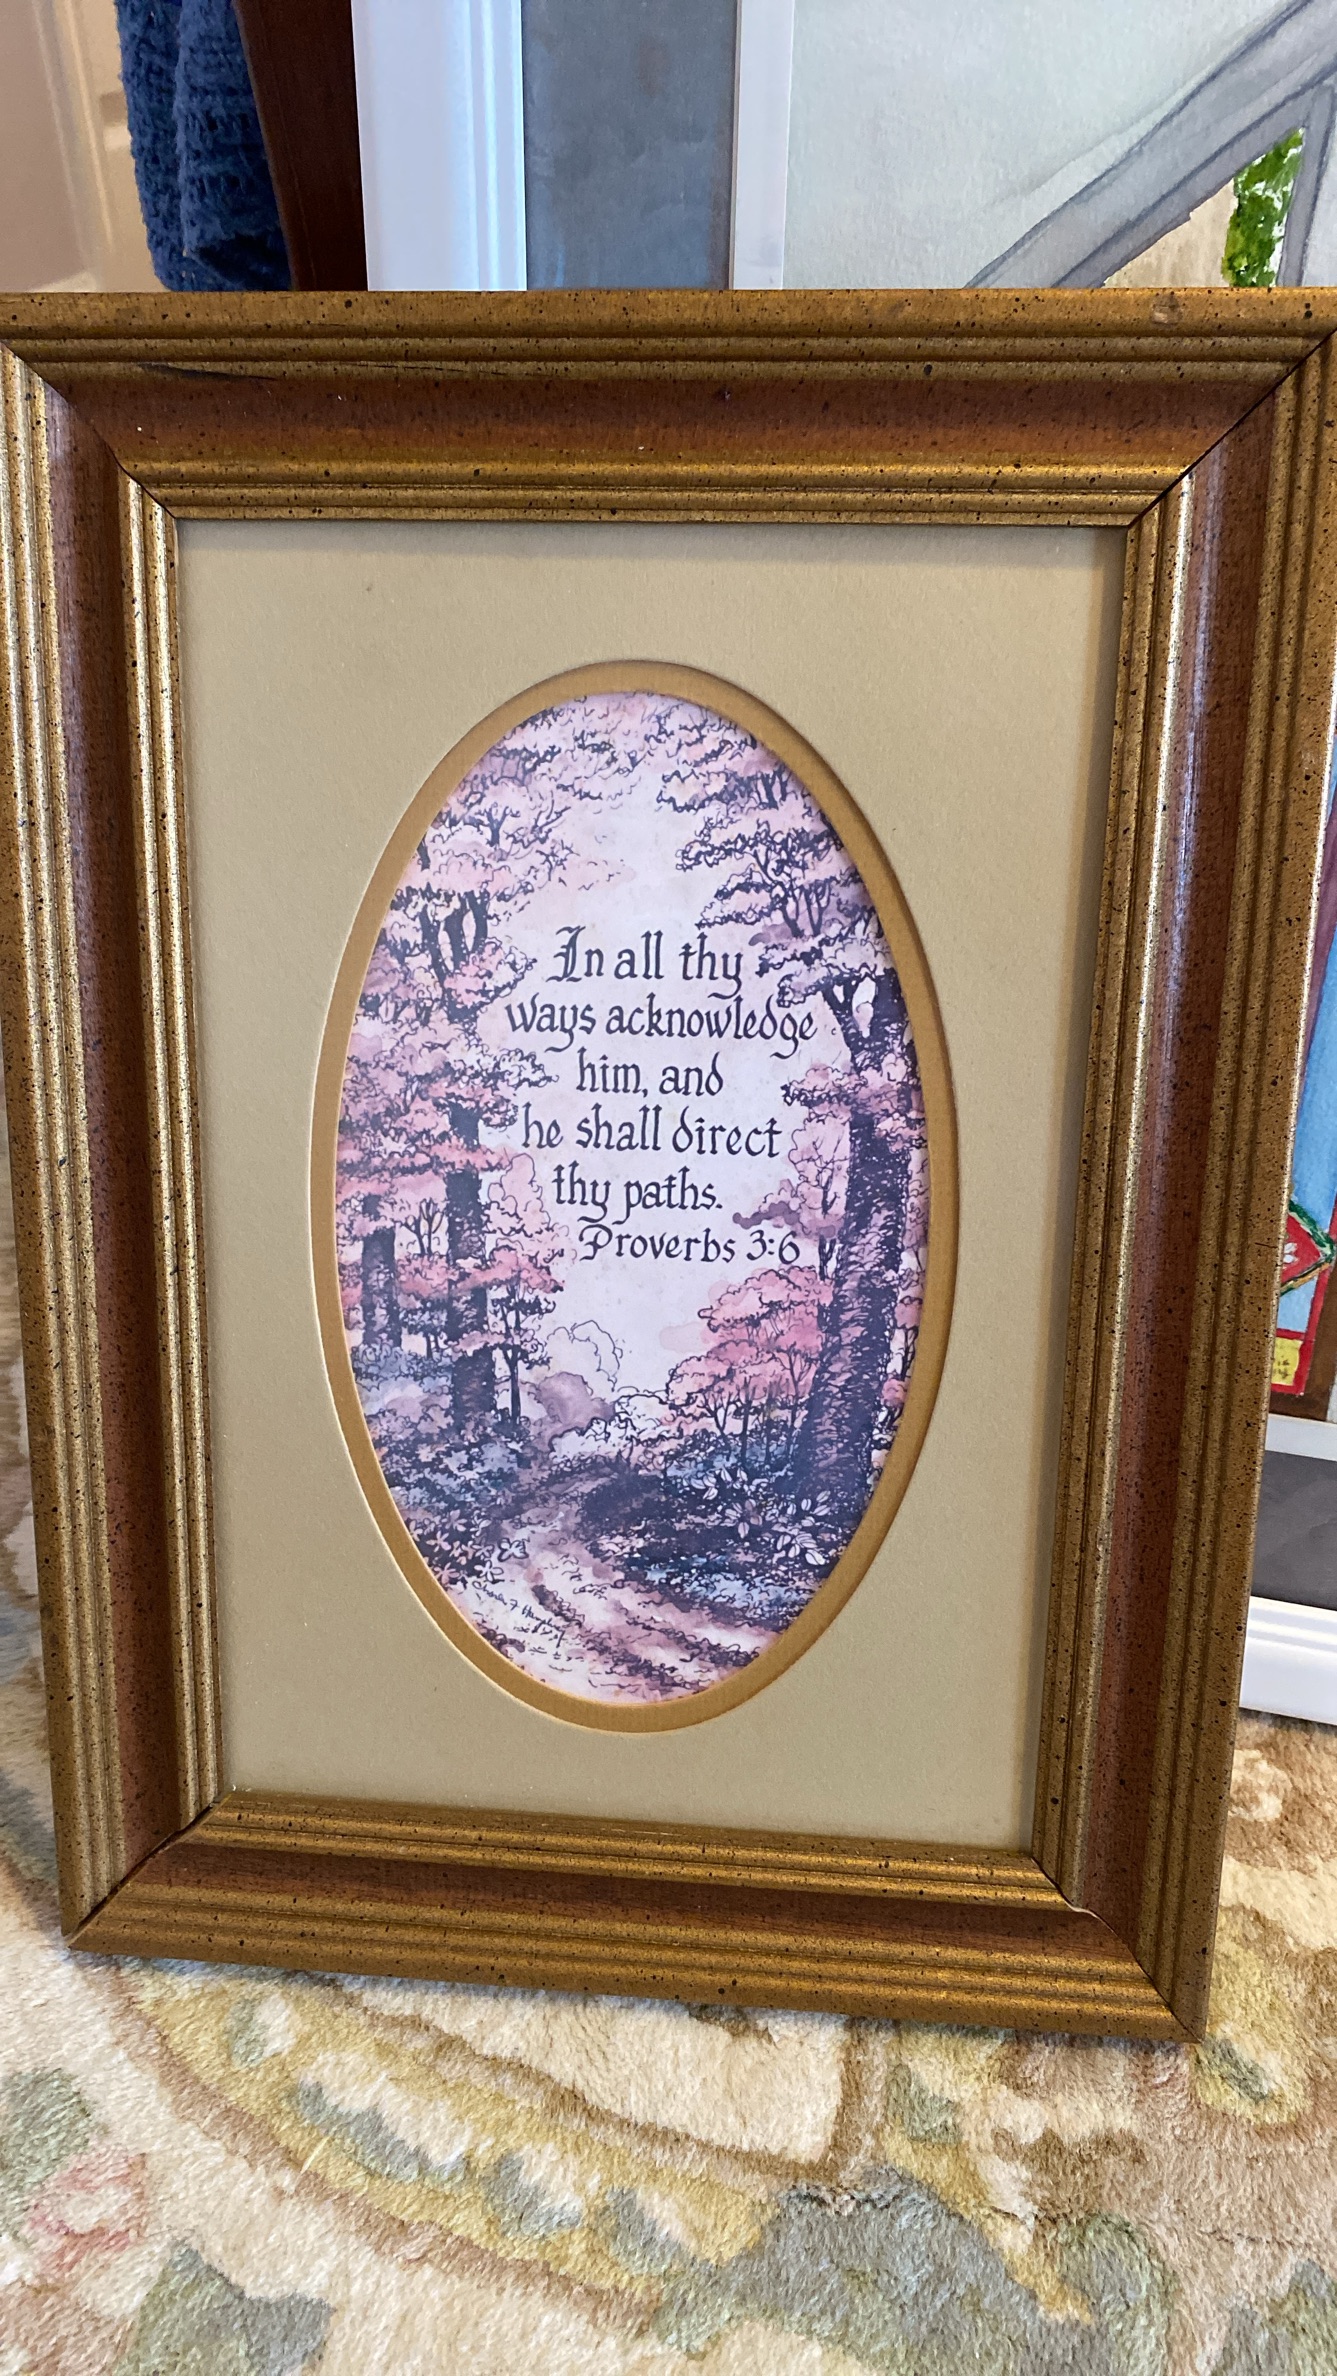 In all thy
ways acknowledge
him, and
he shall direct
thy paths.
Proverbs 3:6